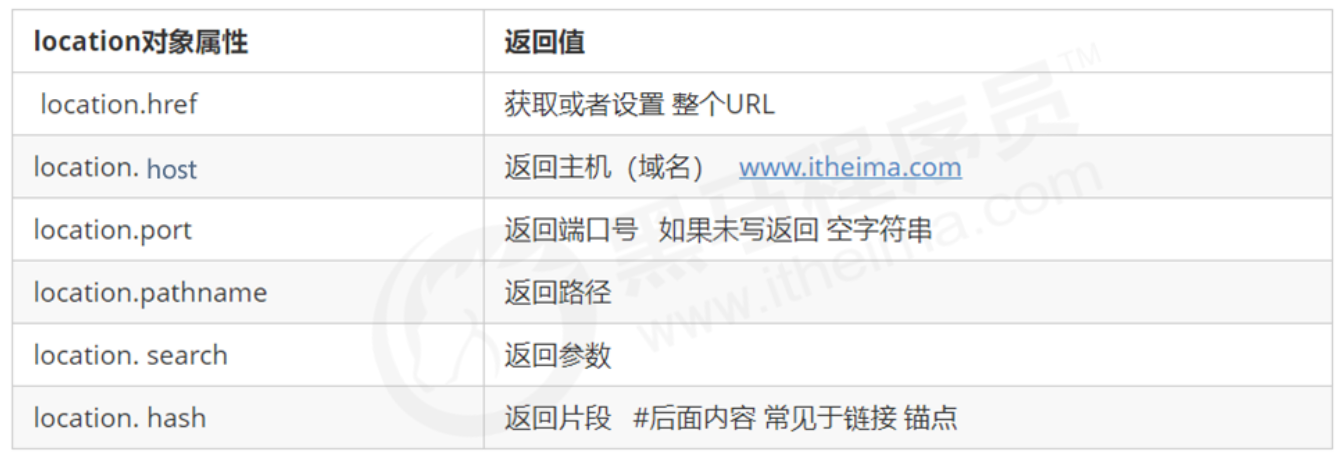 location对象属性 返回值
location.href 获取或者设置 整个URL
location. host 返回主机（域名） www.itheima.com
location.port 返回端口号 如果未写返回 空字符串
location.pathname 返回路径
location. search 返回参数
location. hash 返回片段 #后面内容 常见于链接 锚点
黑马程序员™
www.itheima.com